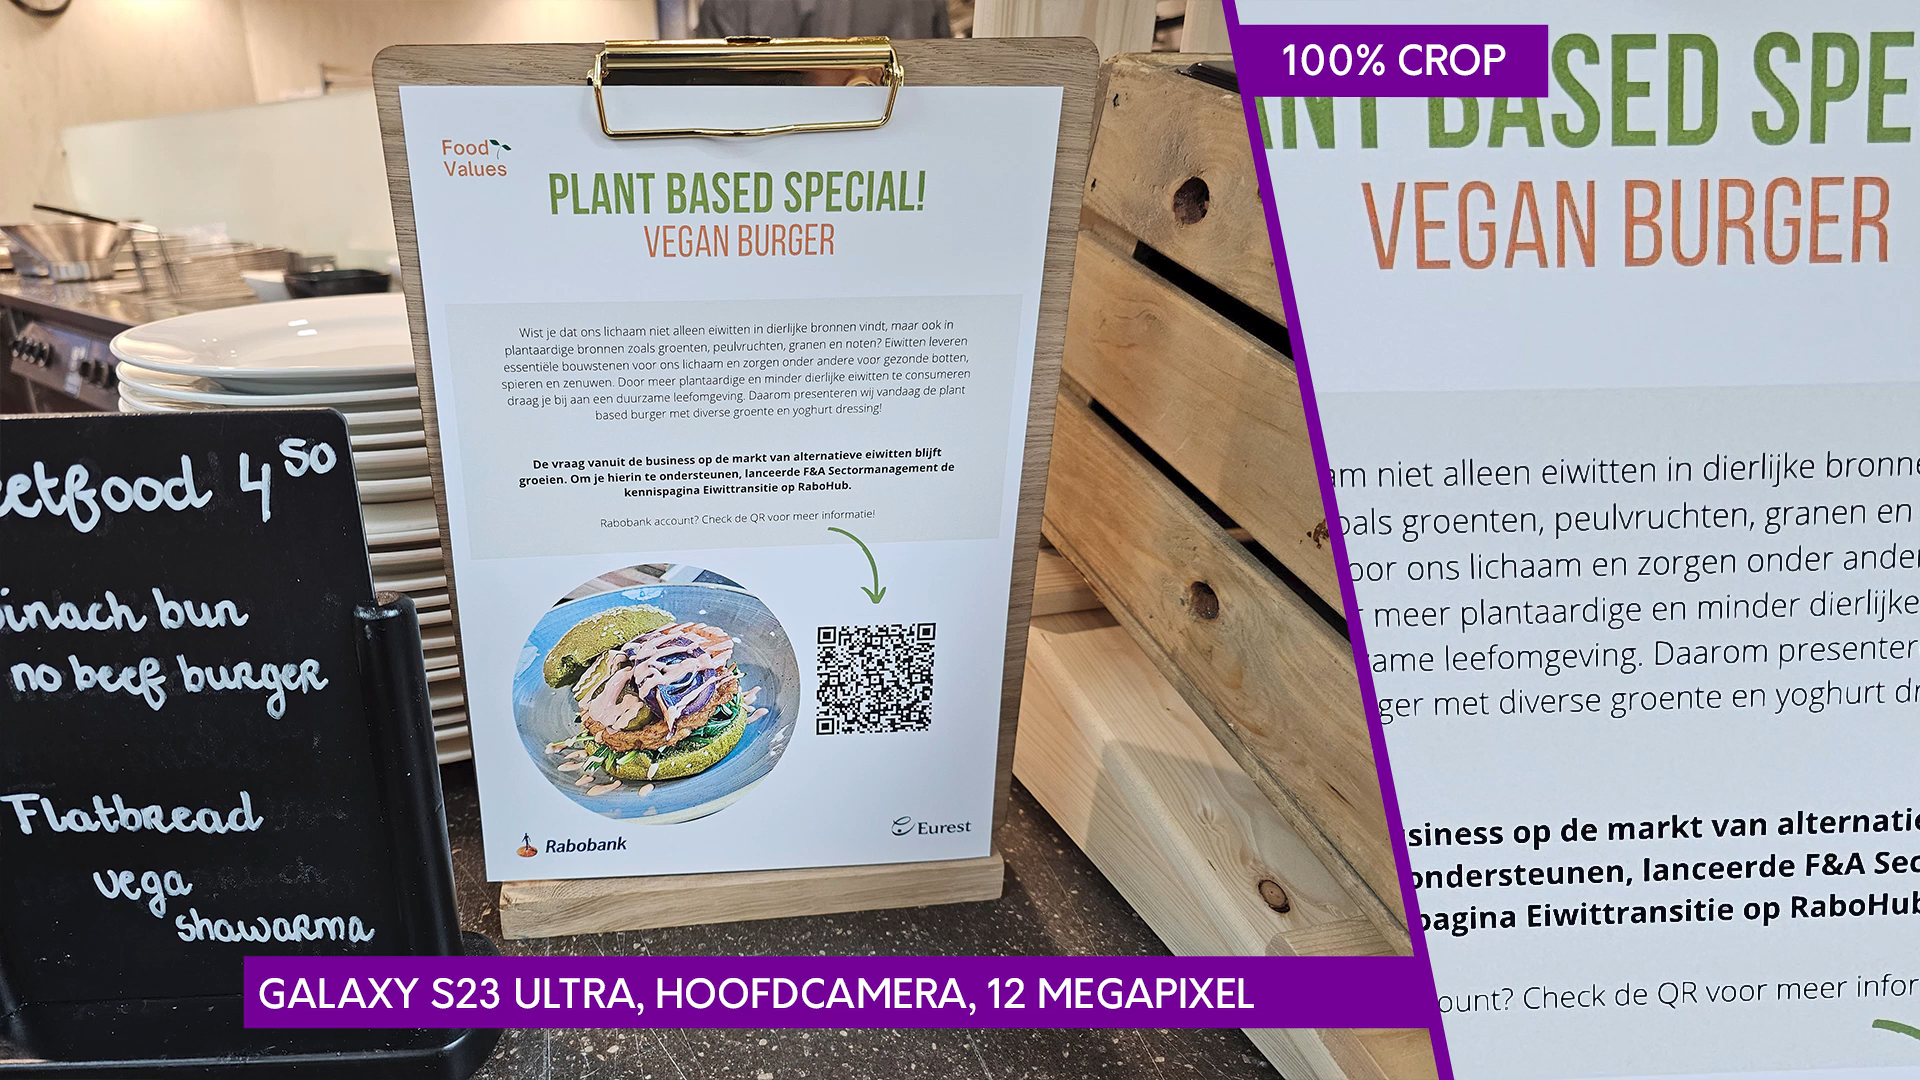 Food
Values
PLANT BASED SPECIAL!
VEGAN BURGER
Wist je dat ons lichaam niet alleen eiwitten in dierlijke bronnen vindt, maar ook in
plantaardige bronnen zoals groenten, peulvruchten, granen en noten? Eiwitten leveren
essentiële bouwstenen voor ons lichaam en zorgen onder andere voor gezonde botten,
spieren en zenuwen. Door meer plantaardige en minder dierlijke eiwitten te consumeren
draag je bij aan een duurzame leefomgeving. Daarom presenteren wij vandaag de plant
based burger met diverse groente en yoghurt dressing!
De vraag vanuit de business op de markt van alternatieve eiwitten blijft
groeien. Om je hierin te ondersteunen, lanceerde F&A Sectormanagement de
kennispagina Eiwittransitie op RaboHub.
Rabobank account? Check de QR voor meer informatie!
Rabobank
Eurest
eetfood 4 50
pinach bun
no beef burger
Flatbread
vega
shawarma
GALAXY S23 ULTRA, HOOFDCAMERA, 12 MEGAPIXEL
100% CROP
ANT BASED SPE
VEGAN BURGER
am niet alleen eiwitten in dierlijke bronne
oals groenten, peulvruchten, granen en
oor ons lichaam en zorgen onder ander
meer plantaardige en minder dierlijke
ame leefomgeving. Daarom presenter
ger met diverse groente en yoghurt dr
siness op de markt van alternatie
ondersteunen, lanceerde F&A Sec
pagina Eiwittransitie op RaboHub
ount? Check de QR voor meer infor